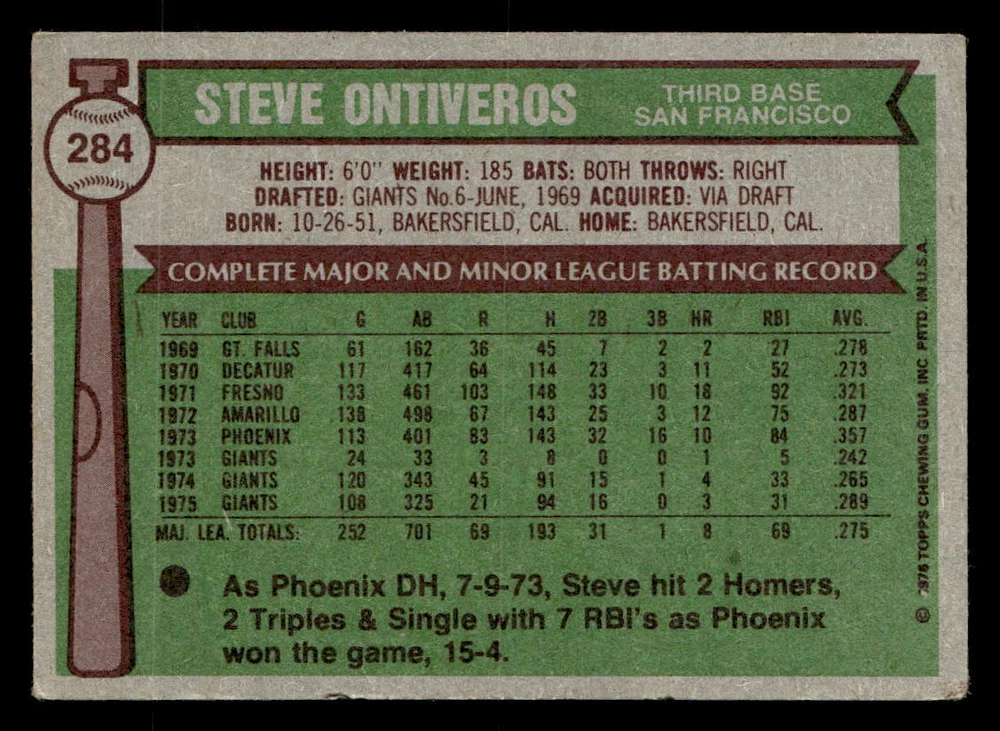 STEVE ONTIVEROS
THIRD BASE
SAN FRANCISCO
284
HEIGHT: 6'0" WEIGHT: 185 BATS: BOTH THROWS: RIGHT
DRAFTED: GIANTS No.6-JUNE, 1969 ACQUIRED: VIA DRAFT
BORN: 10-26-51, BAKERSFIELD, CAL. HOME: BAKERSFIELD, CAL.
COMPLETE MAJOR AND MINOR LEAGUE BATTING RECORD
YEAR CLUB G AB R H 2B 3B HR RBI AVG.
1969 GT. FALLS 61 162 36 45 7 2 2 27 .278
1970 DECATUR 117 417 64 114 23 3 11 52 .273
1971 FRESNO 133 461 103 148 33 10 18 92 .321
1972 AMARILLO 138 498 67 143 25 3 12 75 .287
1973 PHOENIX 113 401 83 143 32 16 10 84 .357
1973 GIANTS 24 33 3 8 0 0 1 5 .242
1974 GIANTS 120 343 45 91 15 1 4 33 .265
1975 GIANTS 108 325 21 94 16 0 3 31 .289
MAJ. LEA. TOTALS: 252 701 69 193 31 1 8 69 .275
As Phoenix DH, 7-9-73, Steve hit 2 Homers,
2 Triples & Single with 7 RBI's as Phoenix
won the game, 15-4.
© 1976 TOPPS CHEWING GUM, INC PRTD. IN U.S.A.